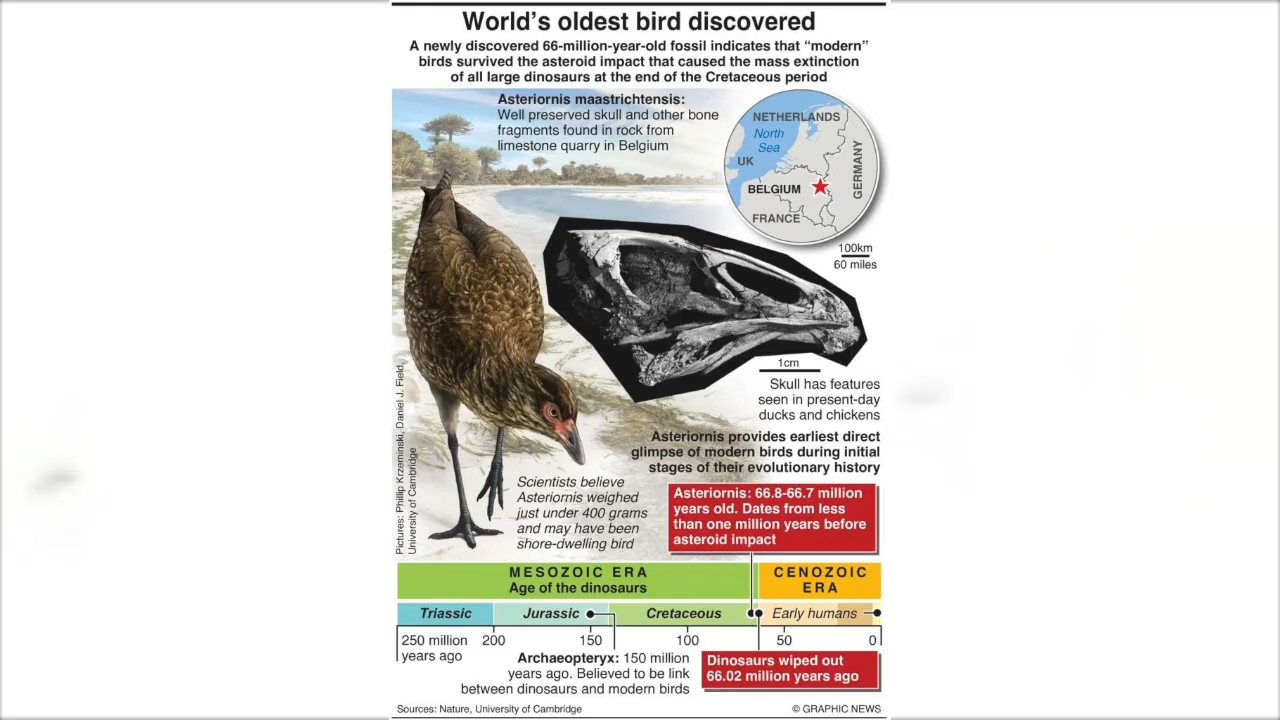 World's oldest bird discovered
A newly discovered 66-million-year-old fossil indicates that “modern”
birds survived the asteroid impact that caused the mass extinction
of all large dinosaurs at the end of the Cretaceous period
Asteriornis maastrichtensis:
Well preserved skull and other bone
fragments found in rock from
limestone quarry in Belgium
NETHERLANDS
North
Sea
UK
GERMANY
BELGIUM
FRANCE
100km
60 miles
1cm
Skull has features
seen in present-day
ducks and chickens
Asteriornis provides earliest direct
glimpse of modern birds during initial
stages of their evolutionary history
Pictures: Phillip Krzeminski, Daniel J. Field,
University of Cambridge
Scientists believe
Asteriornis weighed
just under 400 grams
and may have been
shore-dwelling bird
Asteriornis: 66.8-66.7 million
years old. Dates from less
than one million years before
asteroid impact
MESOZOIC ERA
Age of the dinosaurs
CENOZOIC
ERA
Triassic
Jurassic
Cretaceous
Early humans
250 million
years ago
200
150
100
50
0
Archaeopteryx: 150 million
years ago. Believed to be link
between dinosaurs and modern birds
Dinosaurs wiped out
66.02 million years ago
Sources: Nature, University of Cambridge
© GRAPHIC NEWS